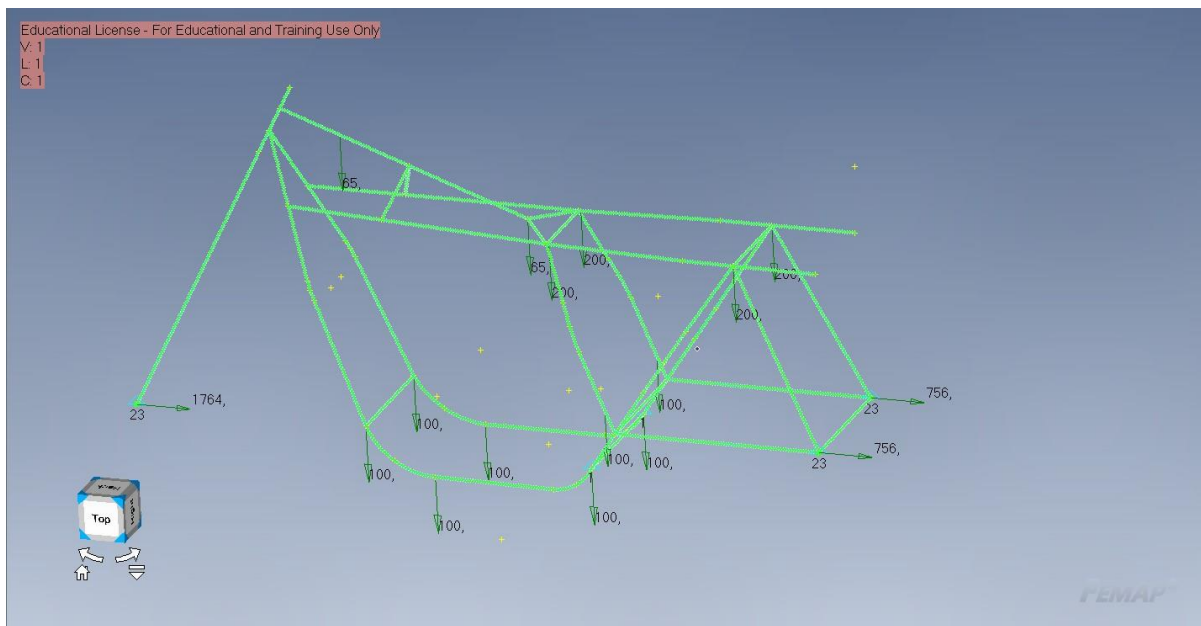 Educational License - For Educational and Training Use Only
V: 1
L: 1
C: 1
65,
65,
200,
200,
200,
200,
1764,
23
100,
756,
23
100,
100,
100,
756,
23
100,
100,
100,
100,
Top
Right
FEMAP